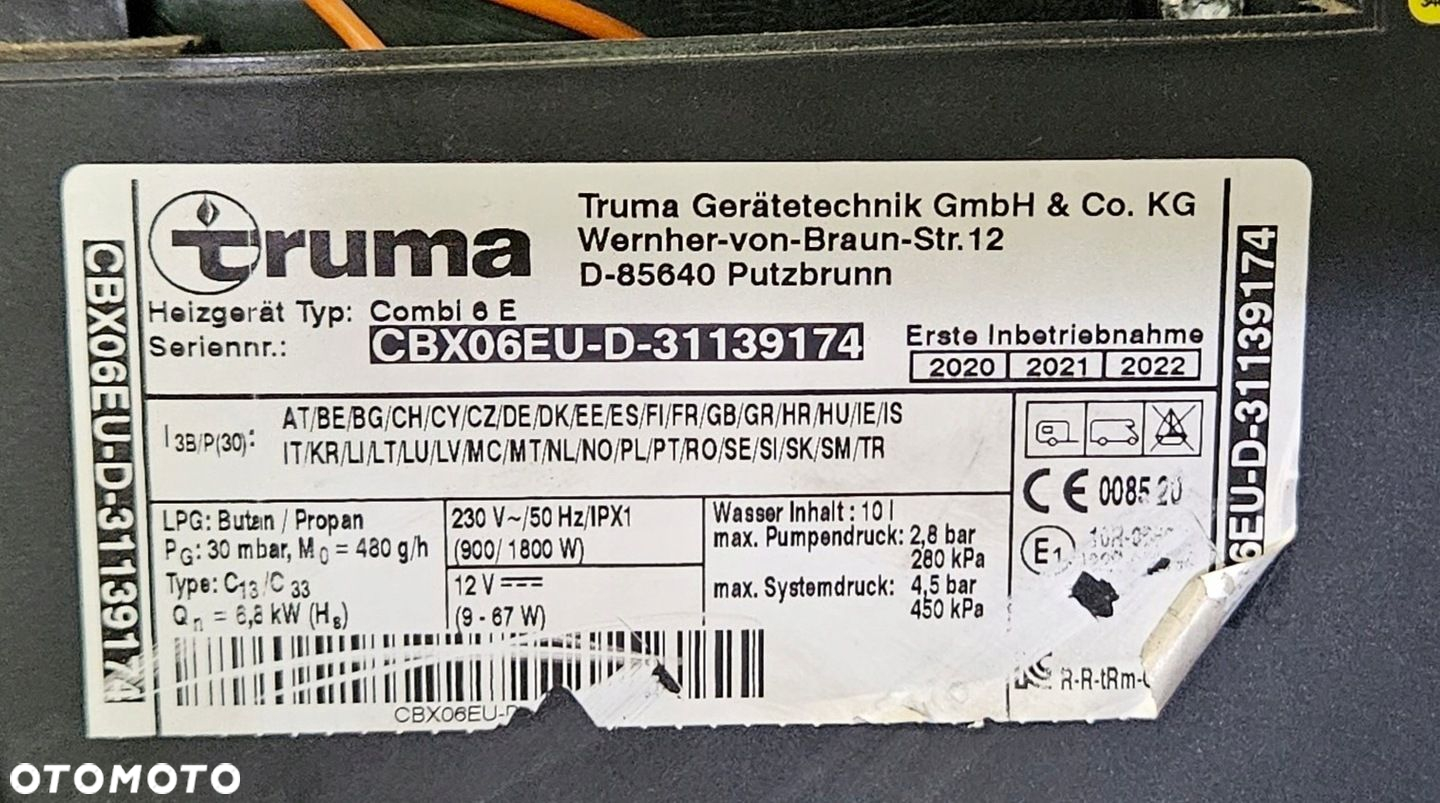 truma
Truma Gerätetechnik GmbH & Co. KG
Wernher-von-Braun-Str.12
D-85640 Putzbrunn
Heizgerät Typ: Combi 6 E
Seriennr.: CBX06EU-D-31139174
Erste Inbetriebnahme
2020 2021 2022
I 3B/P(30): AT/BE/BG/CH/CY/CZ/DE/DK/EE/ES/FI/FR/GB/GR/HR/HU/IE/IS
IT/KR/LI/LT/LU/LV/MC/MT/NL/NO/PL/PT/RO/SE/SI/SK/SM/TR
LPG: Butan / Propan
PG: 30 mbar, M0 = 480 g/h
Type: C13/C33
Qn = 6,8 kW (Hs)
230 V~/50 Hz/IPX1
(900/1800 W)
12 V
(9 - 67 W)
Wasser Inhalt: 10 l
max. Pumpendruck: 2,8 bar
280 kPa
max. Systemdruck: 4,5 bar
450 kPa
CE 0085 20
E1
R-R-tRm-
CBX06EU-
CBX06EU-D-31139174
6EU-D-31139174
OTOMOTO